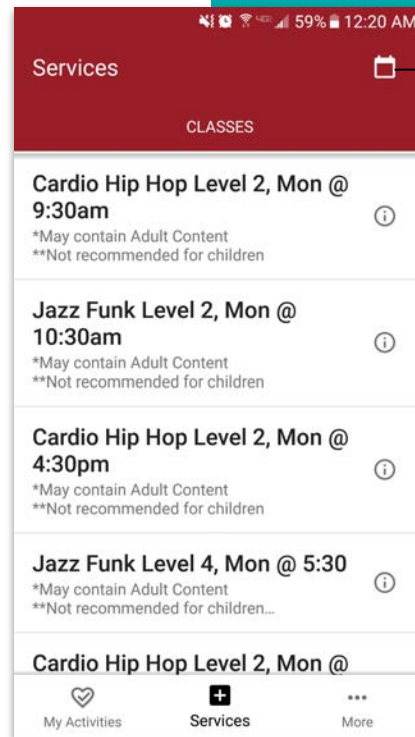 59% 12:20 AM
Services
CLASSES
Cardio Hip Hop Level 2, Mon @
9:30am
*May contain Adult Content
**Not recommended for children
Jazz Funk Level 2, Mon @
10:30am
*May contain Adult Content
**Not recommended for children
Cardio Hip Hop Level 2, Mon @
4:30pm
*May contain Adult Content
**Not recommended for children
Jazz Funk Level 4, Mon @ 5:30
*May contain Adult Content
**Not recommended for children...
Cardio Hip Hop Level 2, Mon @
My Activities Services More